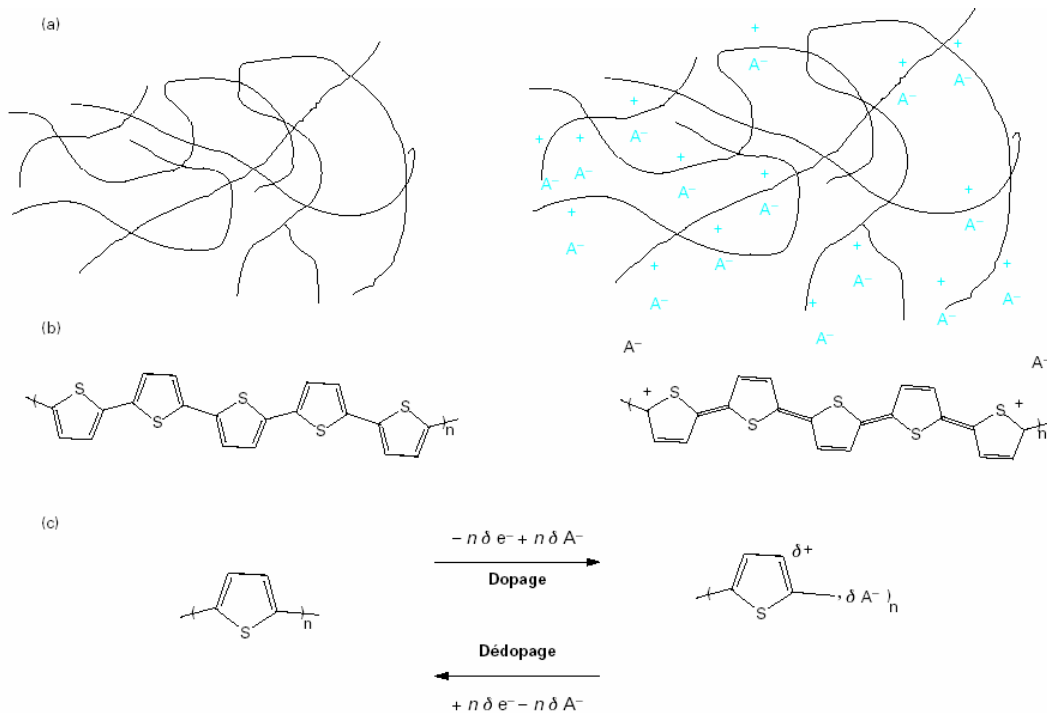 (a)
+
A⁻
+
A⁻
+
A⁻
+
A⁻
+
A⁻
+
A⁻
+
A⁻
+
A⁻
+
A⁻
+
A⁻
+
A⁻
+
A⁻
+
A⁻
+
A⁻
+
A⁻
+
A⁻
(b)
A⁻ A⁻
S S S S S n
+ S S S S S + n
(c)
− n δ e⁻ + n δ A⁻
Dopage
S n
δ+
S , δ A⁻ )n
Dédopage
+ n δ e⁻ − n δ A⁻